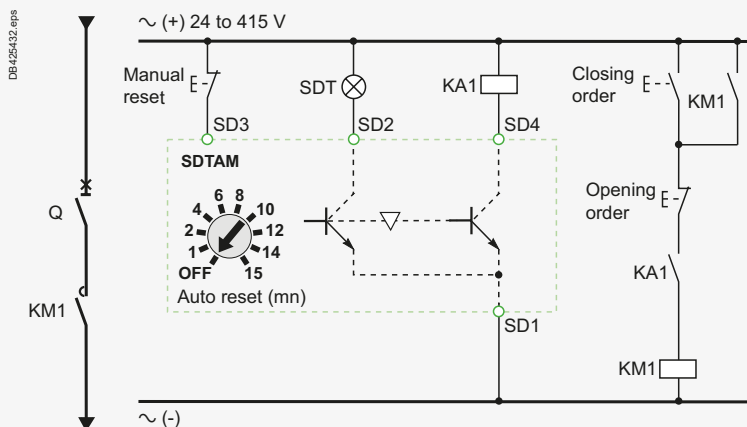 DB425432.eps
∿ (+) 24 to 415 V
Manual
reset
SDT
KA1
Closing
order
KM1
SD3
SD2
SD4
SDTAM
Q
6
8
4
10
2
12
1
14
OFF
15
Auto reset (mn)
Opening
order
KA1
KM1
SD1
KM1
∿ (-)